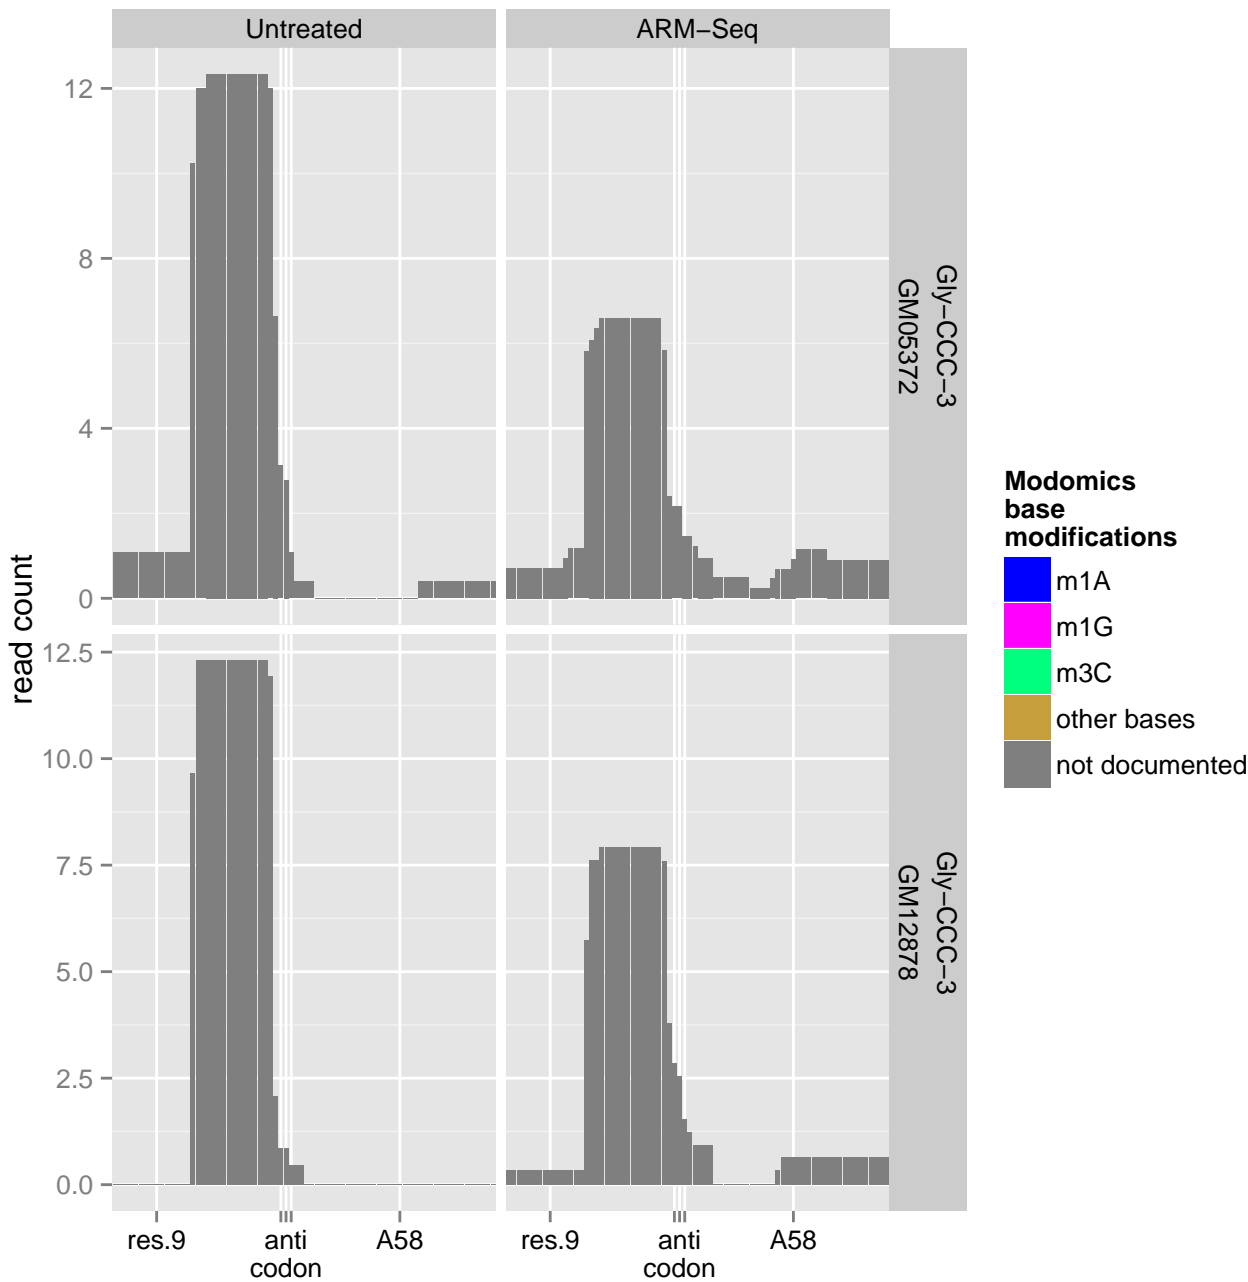 Untreated
ARM−Seq
read count
12
8
4
0
Gly−CCC−3
GM05372
12.5
10.0
7.5
5.0
2.5
0.0
Gly−CCC−3
GM12878
res.9
anti
codon
A58
res.9
anti
codon
A58
Modomics
base
modifications
m1A
m1G
m3C
other bases
not documented